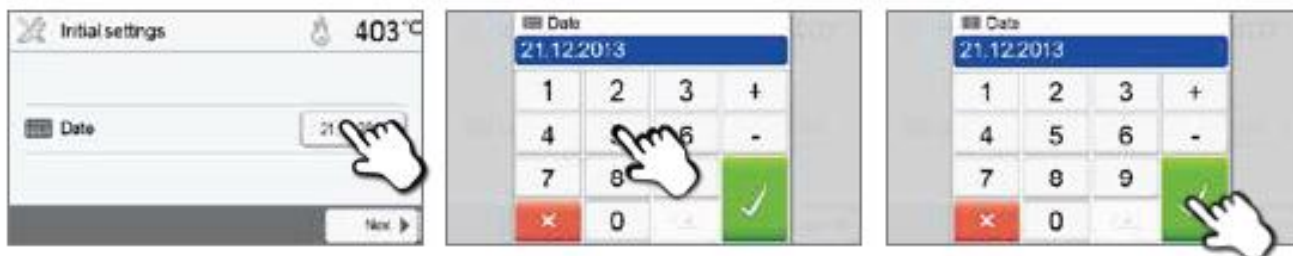 Initial settings 403°C
Date
Next
Date
21.12.2013
1 2 3 +
4 6 -
7 8
× 0
Date
21.12.2013
1 2 3 +
4 5 6 -
7 8 9
× 0